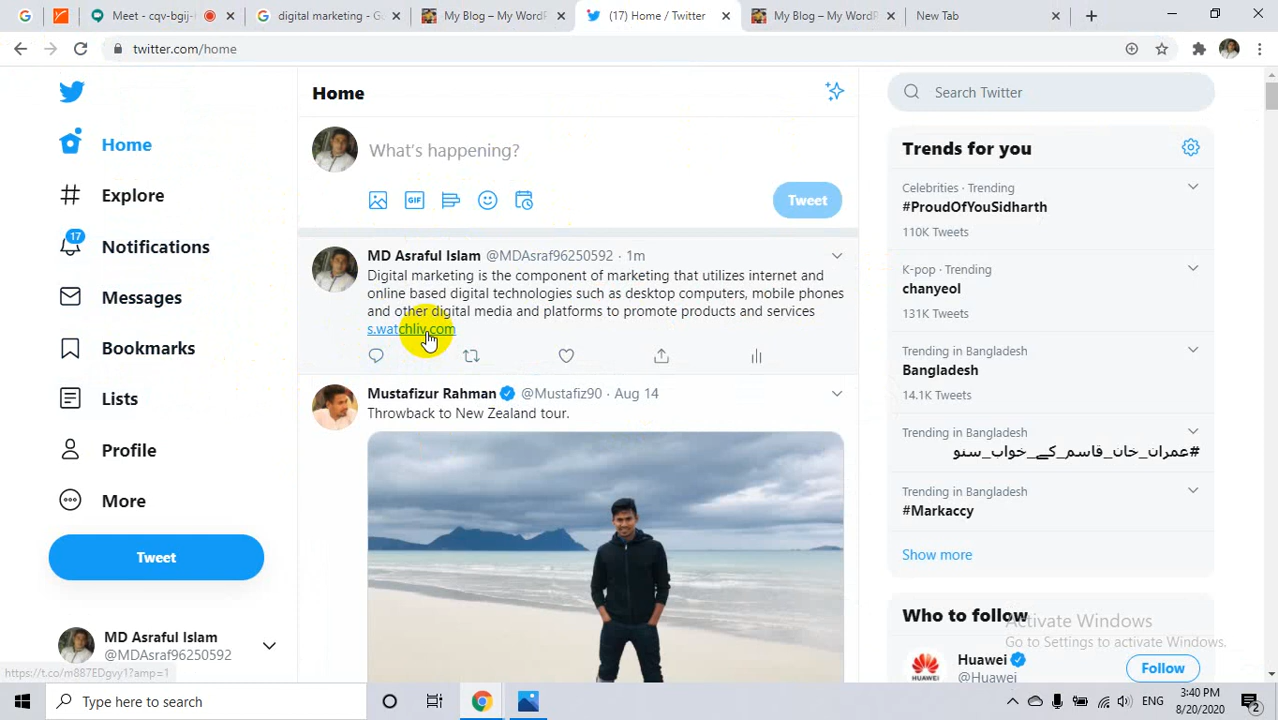 Meet - cqv-bgij-
digital marketing - Go
My Blog – My WordP
(17) Home / Twitter
My Blog – My WordP
New Tab
twitter.com/home
Home
Explore
17
Notifications
Messages
Bookmarks
Lists
Profile
More
Tweet
MD Asraful Islam
@MDAsraf96250592
https://t.co/m887EDgvy1?amp=1
Home
What's happening?
GIF
Tweet
MD Asraful Islam @MDAsraf96250592 · 1m
Digital marketing is the component of marketing that utilizes internet and
online based digital technologies such as desktop computers, mobile phones
and other digital media and platforms to promote products and services
s.watchliv.com
Mustafizur Rahman @Mustafiz90 · Aug 14
Throwback to New Zealand tour.
Search Twitter
Trends for you
Celebrities · Trending
#ProudOfYouSidharth
110K Tweets
K-pop · Trending
chanyeol
131K Tweets
Trending in Bangladesh
Bangladesh
14.1K Tweets
Trending in Bangladesh
#عمران_خان_قاسم_کے_خواب_سنو
Trending in Bangladesh
#Markaccy
Show more
Who to follow
Huawei
@Huawei
HUAWEI
Follow
Activate Windows
Go to Settings to activate Windows.
Type here to search
ENG
3:40 PM
8/20/2020
2